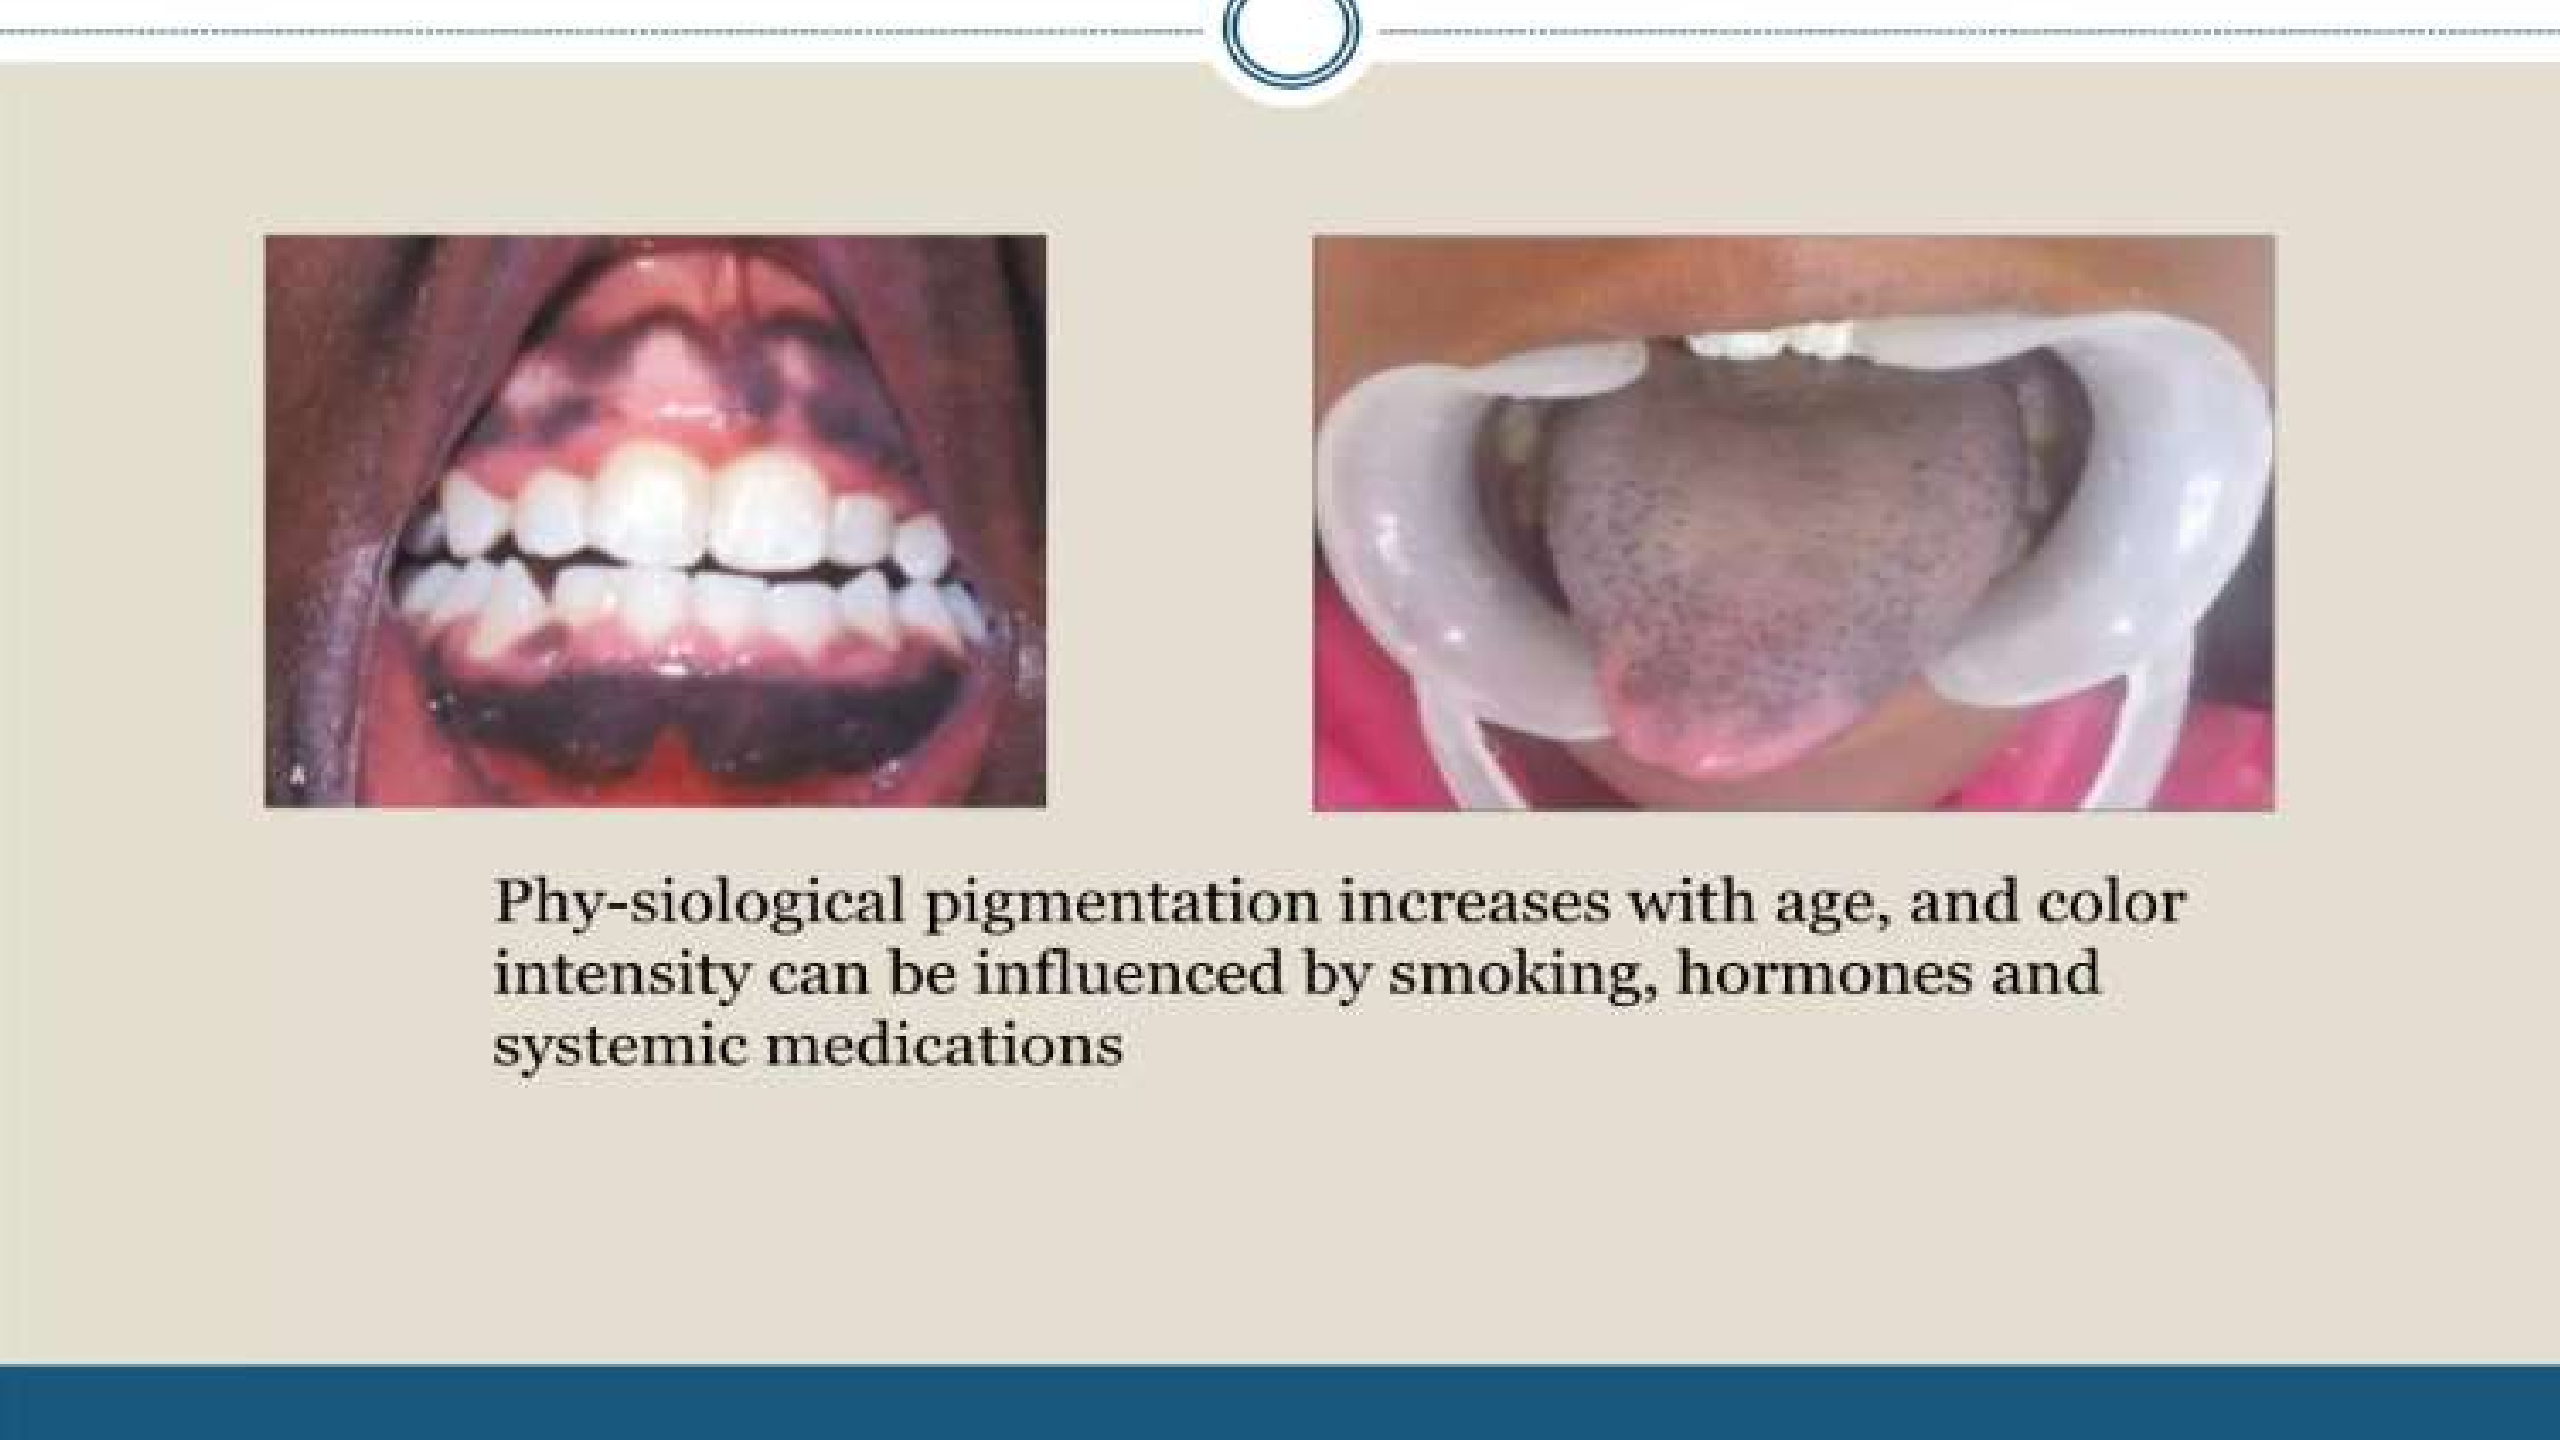 A
Phy-siological pigmentation increases with age, and color
intensity can be influenced by smoking, hormones and
systemic medications